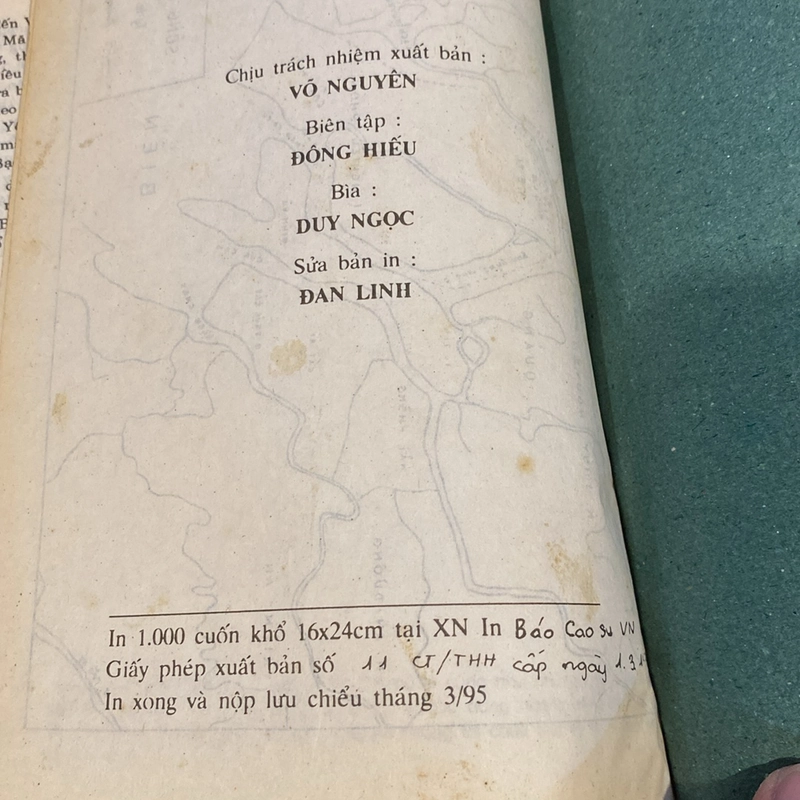 Chịu trách nhiệm xuất bản :
VÕ NGUYÊN
Biên tập :
ĐÔNG HIẾU
Bìa :
DUY NGỌC
Sửa bản in :
ĐAN LINH
In 1.000 cuốn khổ 16x24cm tại XN In Báo Cao su VN
Giấy phép xuất bản số 11 CT/THH cấp ngày
In xong và nộp lưu chiểu tháng 3/95